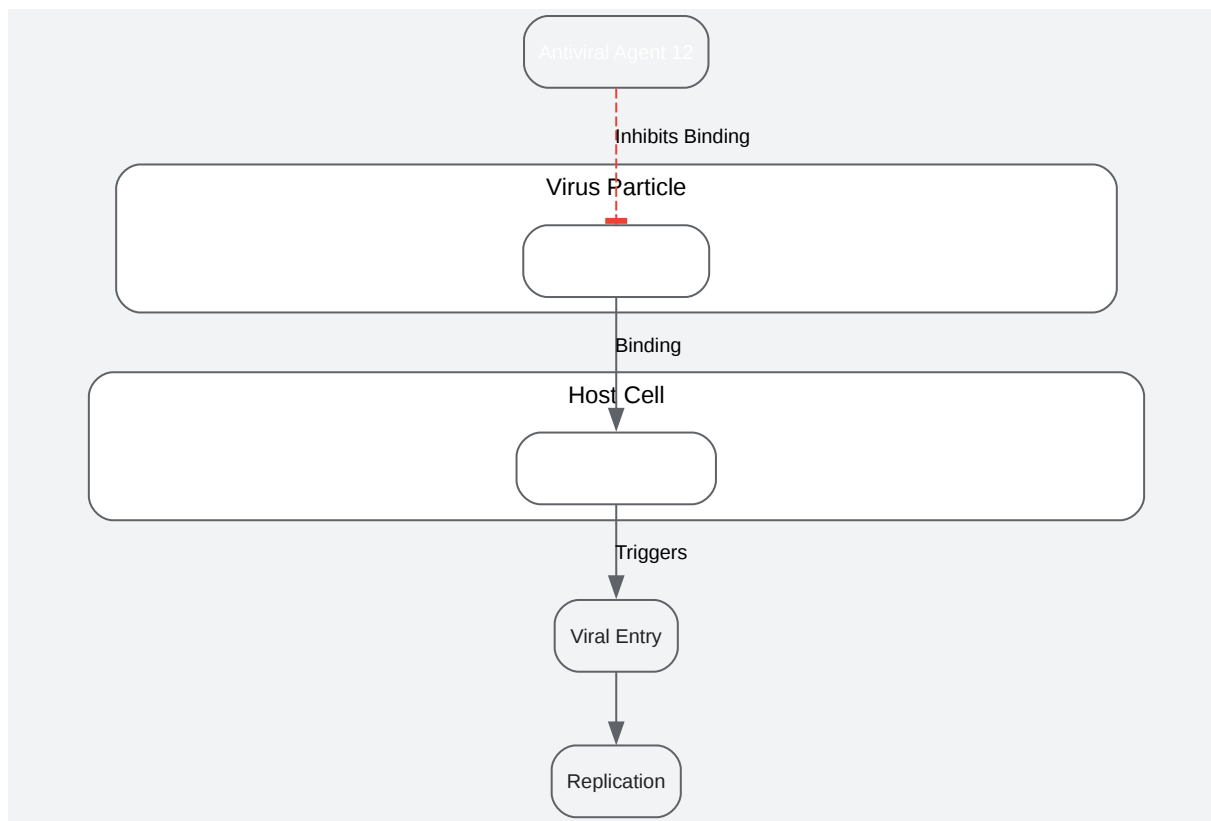 Antiviral Agent 12
Inhibits Binding
Virus Particle
Binding
Host Cell
Triggers
Viral Entry
Replication